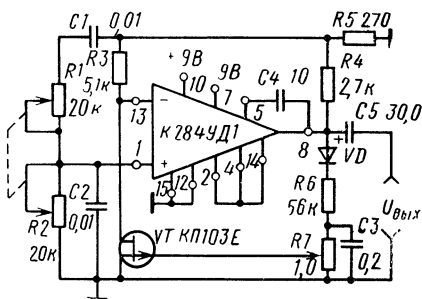 C1 0,01
R5 270
R3
5,1к
+ 9В
9В
10
7
C4 10
R4
2,7к
R1
20к
5
C5 30,0
13
−
К284УД1
8
+
VD
1
+
15
12
2
4
14
R6
56к
Uвых
C2
0,01
R2
20к
VT КП103Е
R7
1,0
C3
0,2